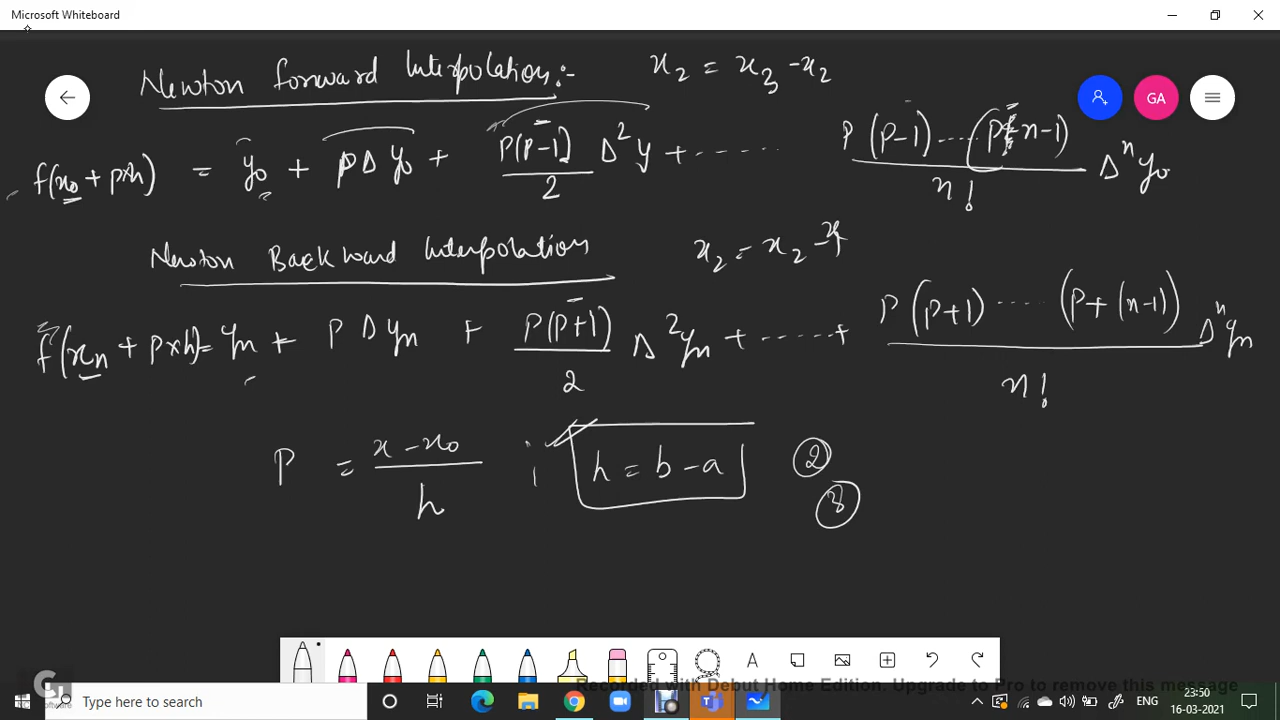 Microsoft Whiteboard
Newton forward Interpolation:-
x₂ = x₃ - x₂
GA
f(x₀ + p×h) = y₀ + pΔy₀ + P(P-1)/2 Δ²y + ------ P(P-1)....(P-n-1)/n! Δⁿy₀
Newton Backward Interpolation
x₂ = x₂ - x₁
f(xₙ + p×h) = yₙ + PΔyₙ + P(P+1)/2 Δ²yₙ + ------ + P(P+1) ..... (P+(n-1))/n! Δⁿyₙ
P = x - x₀/h ; h = b - a ②
⑧
A
Recorded with Debut Home Edition. Upgrade to Pro to remove this message
Type here to search
ENG
23:50
16-03-2021